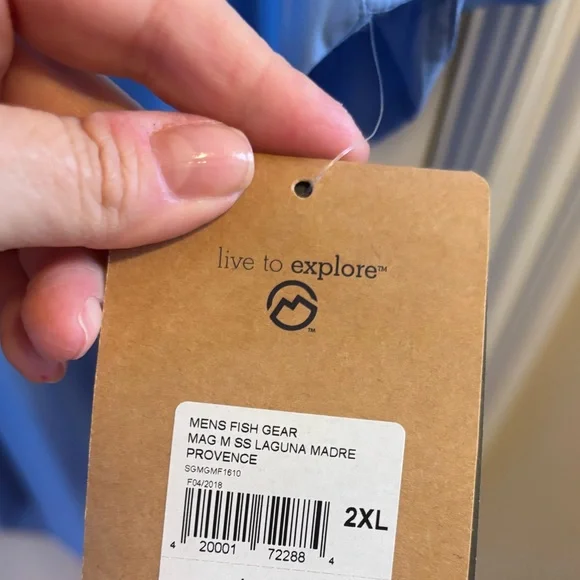 live to explore™
™
MENS FISH GEAR
MAG M SS LAGUNA MADRE
PROVENCE
SGMGMF1610
F04/2018
2XL
4 20001 72288 4